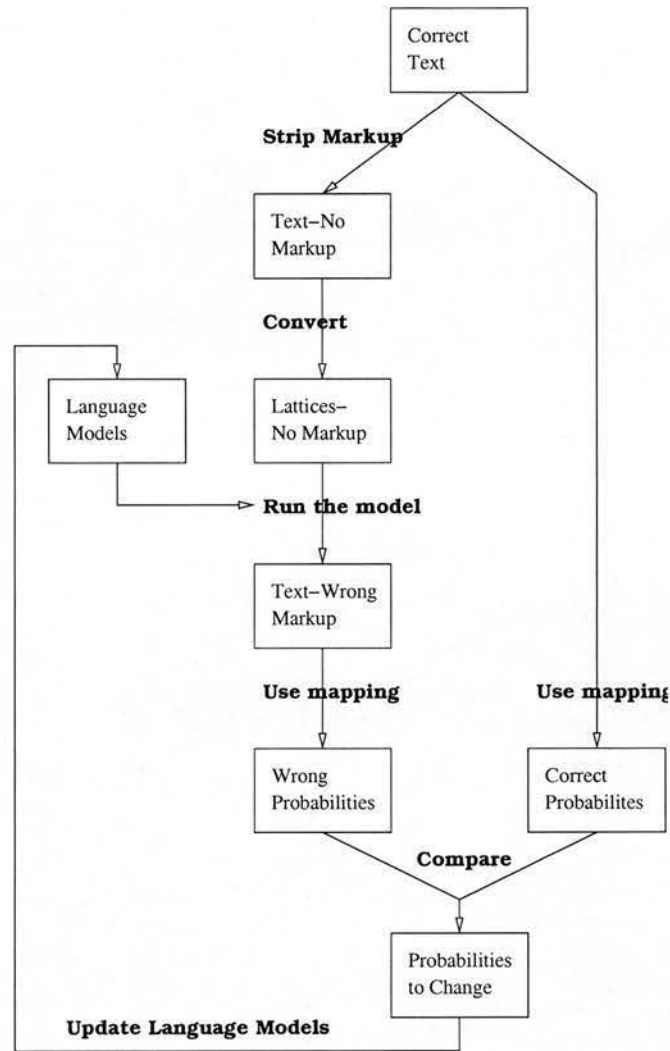 Correct
Text
Strip Markup
Text–No
Markup
Convert
Language
Models
Lattices–
No Markup
Run the model
Text–Wrong
Markup
Use mapping
Use mapping
Wrong
Probabilities
Correct
Probabilites
Compare
Probabilities
to Change
Update Language Models